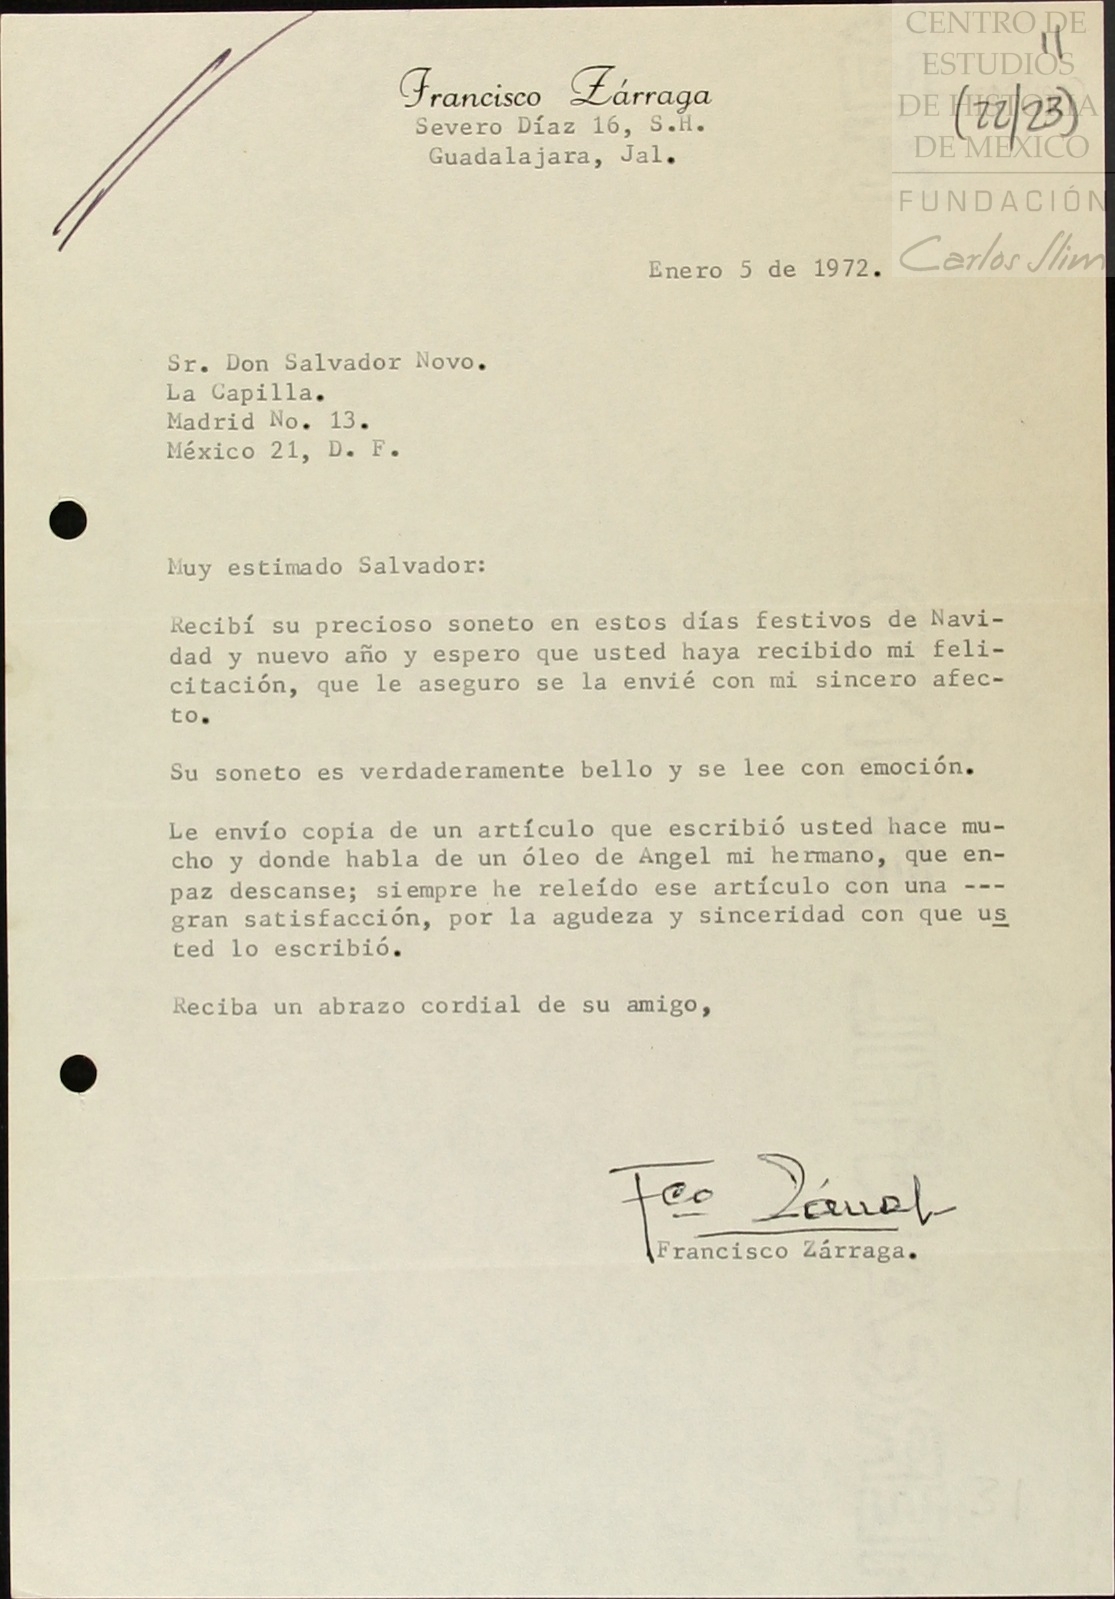 Francisco Zárraga
Severo Díaz 16, S.H.
Guadalajara, Jal.
CENTRO DE
ESTUDIOS
DE HISTORIA
DE MÉXICO
FUNDACIÓN
Carlos Slim
11
(22/23)
Enero 5 de 1972.
Sr. Don Salvador Novo.
La Capilla.
Madrid No. 13.
México 21, D. F.
Muy estimado Salvador:
Recibí su precioso soneto en estos días festivos de Navi-
dad y nuevo año y espero que usted haya recibido mi feli-
citación, que le aseguro se la envié con mi sincero afec-
to.
Su soneto es verdaderamente bello y se lee con emoción.
Le envío copia de un artículo que escribió usted hace mu-
cho y donde habla de un óleo de Angel mi hermano, que en-
paz descanse; siempre he releído ese artículo con una ---
gran satisfacción, por la agudeza y sinceridad con que us
ted lo escribió.
Reciba un abrazo cordial de su amigo,
Fco Zárraga
Francisco Zárraga.